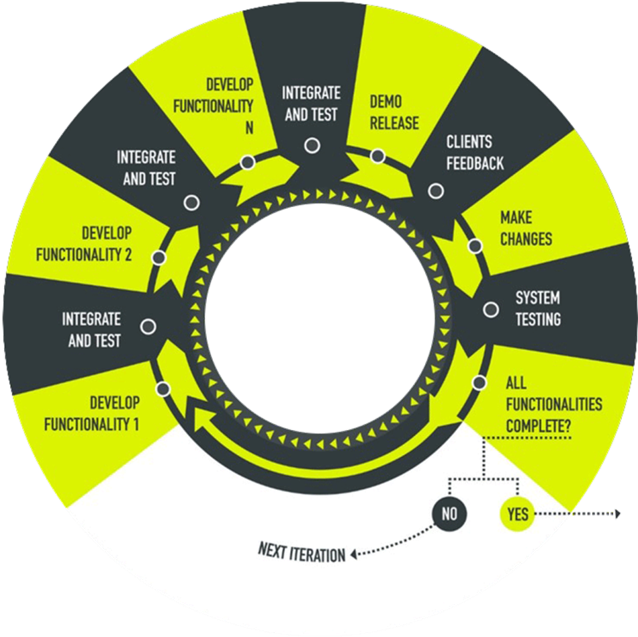 DEVELOP
FUNCTIONALITY 1
INTEGRATE
AND TEST
DEVELOP
FUNCTIONALITY 2
INTEGRATE
AND TEST
DEVELOP
FUNCTIONALITY
N
INTEGRATE
AND TEST
DEMO
RELEASE
CLIENTS
FEEDBACK
MAKE
CHANGES
SYSTEM
TESTING
ALL
FUNCTIONALITIES
COMPLETE?
NO
YES
NEXT ITERATION